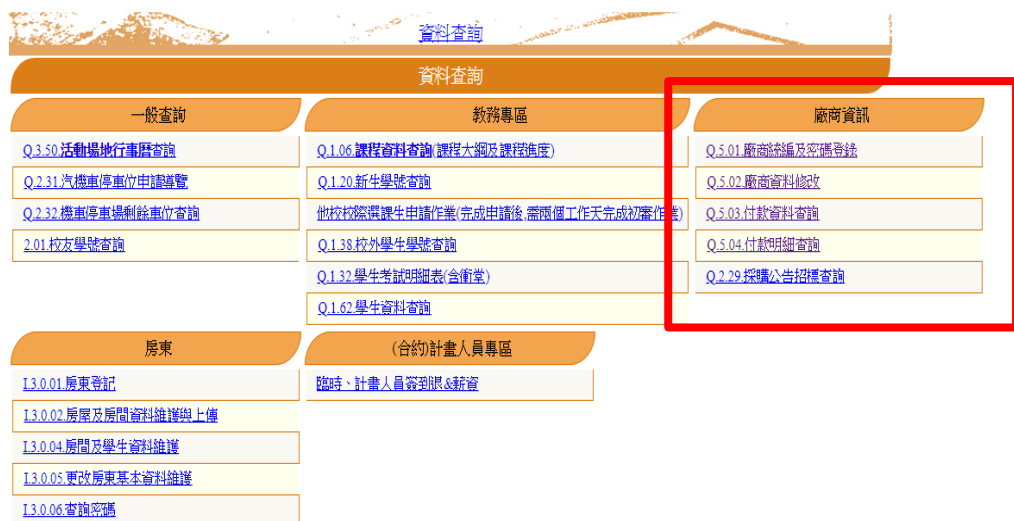 資料查詢
資料查詢
一般查詢
Q.3.50.活動場地行事曆查詢
Q.2.31.汽機車停車位申請導覽
Q.2.32.機車停車場剩餘車位查詢
2.01.校友學號查詢
教務專區
Q.1.06.課程資料查詢(課程大綱及課程進度)
Q.1.20.新生學號查詢
他校校際選課生申請作業(完成申請後,需兩個工作天完成初審作業)
Q.1.38.校外學生學號查詢
Q.1.32.學生考試明細表(含衝堂)
Q.1.62.學生資料查詢
廠商資訊
Q.5.01.廠商統編及密碼登錄
Q.5.02.廠商資料修改
Q.5.03.付款資料查詢
Q.5.04.付款明細查詢
Q.2.29.採購公告招標查詢
房東
I.3.0.01.房東登記
I.3.0.02.房屋及房間資料維護與上傳
I.3.0.04.房間及學生資料維護
I.3.0.05.更改房東基本資料維護
I.3.0.06.查詢密碼
(合約)計畫人員專區
臨時、計畫人員簽到退&薪資